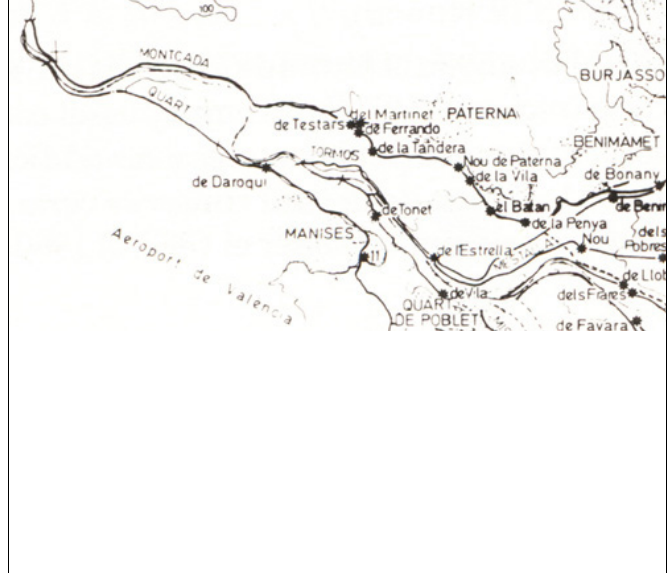 100
MONTCADA
BURJASSO
QUART
del Martinet
PATERNA
de Testars
de Ferrando
BENIMAMET
de la Tandera
TORMOS
Nou de Paterna
de Bonany
de Daroqui
de la Vila
de Tonet
el Batan
de Benim
de la Penya
MANISES
Nou
dels
Pobres
Aeroport de Valencia
de l'Estrella
11
de Llob
de Vila
dels Frares
QUART
DE POBLET
de Favara